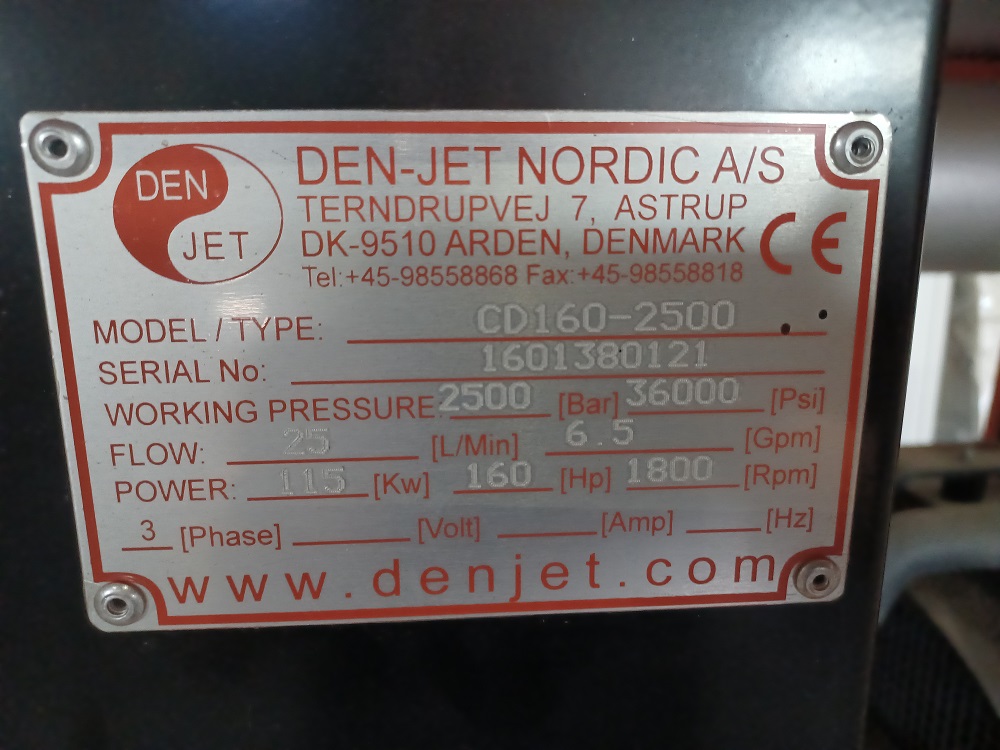 DEN
JET
DEN-JET NORDIC A/S
TERNDRUPVEJ 7, ASTRUP
DK-9510 ARDEN, DENMARK
CE
Tel:+45-98558868 Fax:+45-98558818
MODEL / TYPE: CD160-2500
SERIAL No: 1601380121
WORKING PRESSURE: 2500 [Bar] 36000 [Psi]
FLOW: 25 [L/Min] 6.5 [Gpm]
POWER: 115 [Kw] 160 [Hp] 1800 [Rpm]
3 [Phase] [Volt] [Amp] [Hz]
www.denjet.com